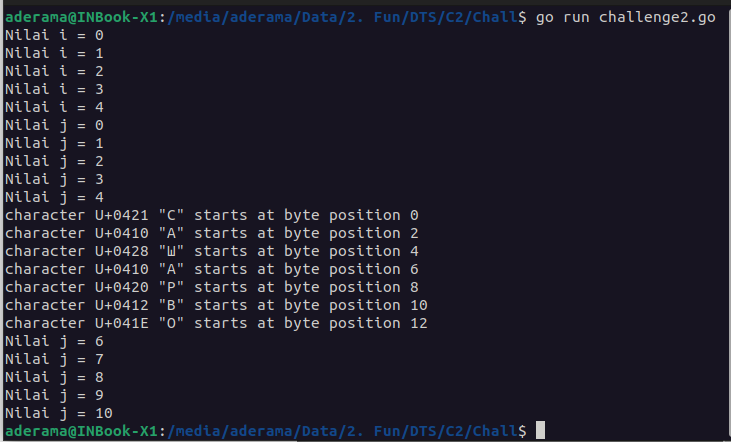 aderama@INBook-X1:/media/aderama/Data/2. Fun/DTS/C2/Chall$ go run challenge2.go
Nilai i = 0
Nilai i = 1
Nilai i = 2
Nilai i = 3
Nilai i = 4
Nilai j = 0
Nilai j = 1
Nilai j = 2
Nilai j = 3
Nilai j = 4
character U+0421 "С" starts at byte position 0
character U+0410 "А" starts at byte position 2
character U+0428 "Ш" starts at byte position 4
character U+0410 "А" starts at byte position 6
character U+0420 "Р" starts at byte position 8
character U+0412 "В" starts at byte position 10
character U+041E "О" starts at byte position 12
Nilai j = 6
Nilai j = 7
Nilai j = 8
Nilai j = 9
Nilai j = 10
aderama@INBook-X1:/media/aderama/Data/2. Fun/DTS/C2/Chall$